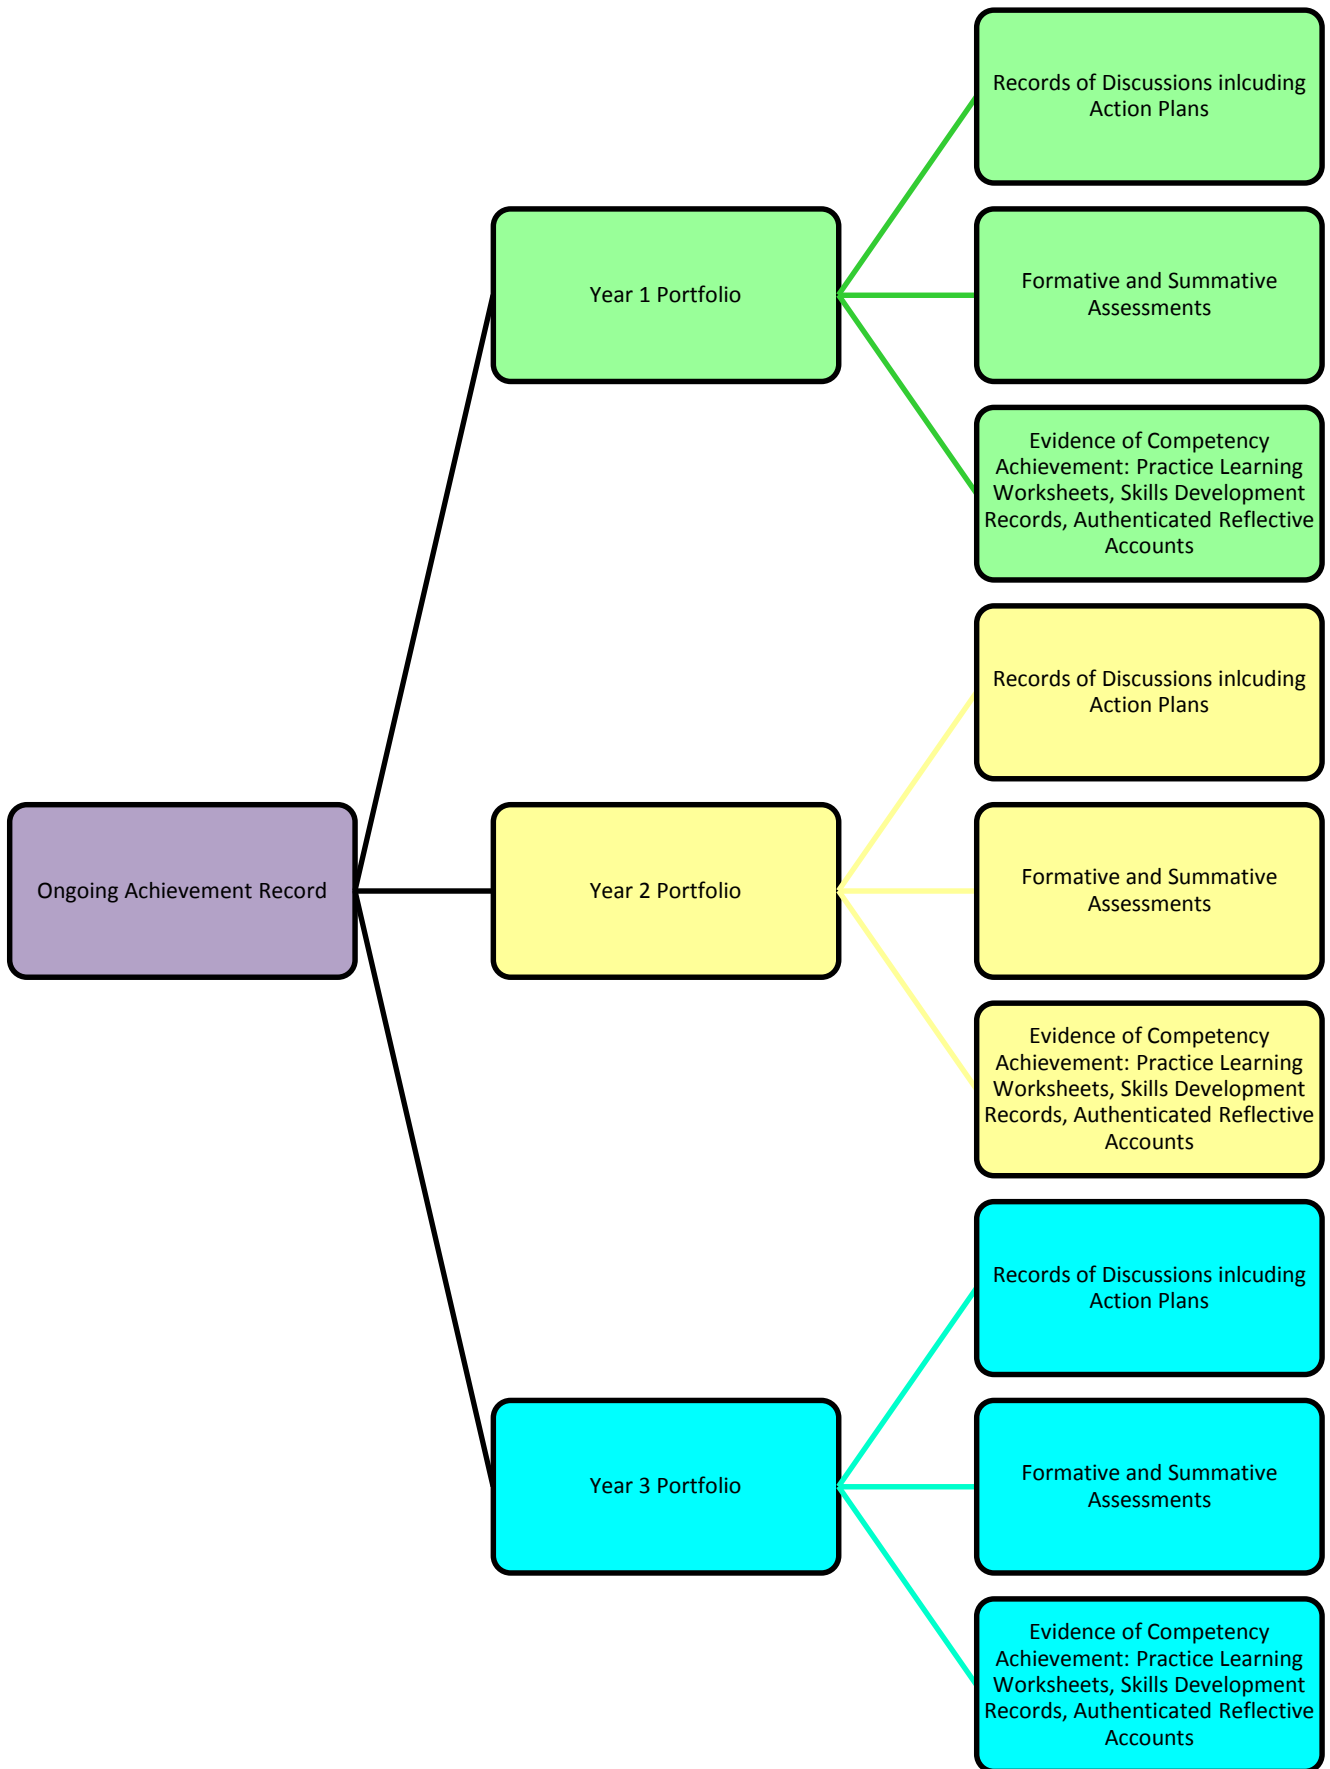 Ongoing Achievement Record
Year 1 Portfolio
Records of Discussions inlcuding
Action Plans
Formative and Summative
Assessments
Evidence of Competency
Achievement: Practice Learning
Worksheets, Skills Development
Records, Authenticated Reflective
Accounts
Year 2 Portfolio
Records of Discussions inlcuding
Action Plans
Formative and Summative
Assessments
Evidence of Competency
Achievement: Practice Learning
Worksheets, Skills Development
Records, Authenticated Reflective
Accounts
Year 3 Portfolio
Records of Discussions inlcuding
Action Plans
Formative and Summative
Assessments
Evidence of Competency
Achievement: Practice Learning
Worksheets, Skills Development
Records, Authenticated Reflective
Accounts